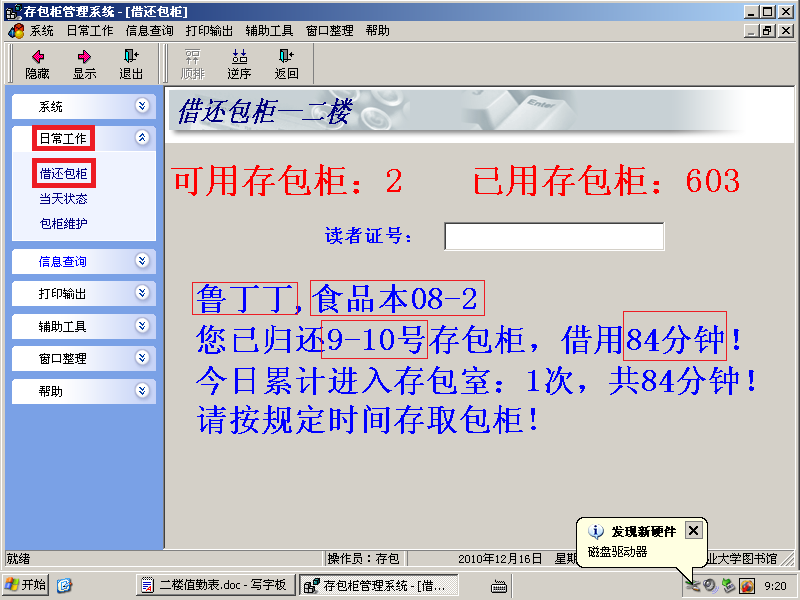 存包柜管理系统 - [借还包柜]
系统 日常工作 信息查询 打印输出 辅助工具 窗口整理 帮助
隐藏 显示 退出 顺排 逆序 返回
系统
日常工作
借还包柜
当天状态
包柜维护
信息查询
打印输出
辅助工具
窗口整理
帮助
借还包柜—二楼
Enter
可用存包柜：2 已用存包柜：603
读者证号：
鲁丁丁,食品本08-2
您已归还9-10号存包柜，借用84分钟！
今日累计进入存包室：1次，共84分钟！
请按规定时间存取包柜！
发现新硬件
磁盘驱动器
就绪 操作员：存包 2010年12月16日 星期 业大学图书馆
开始 二楼值勤表.doc - 写字板 存包柜管理系统 - [借... 9:20